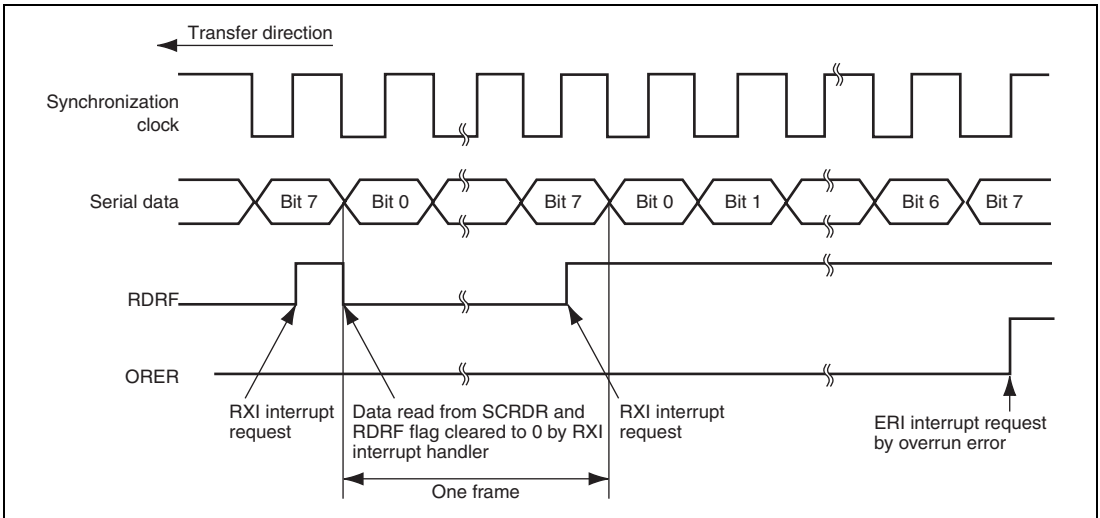 Transfer direction
Synchronization
clock
Serial data
Bit 7
Bit 0
Bit 7
Bit 0
Bit 1
Bit 6
Bit 7
RDRF
ORER
RXI interrupt
request
Data read from SCRDR and
RDRF flag cleared to 0 by RXI
interrupt handler
RXI interrupt
request
ERI interrupt request
by overrun error
One frame